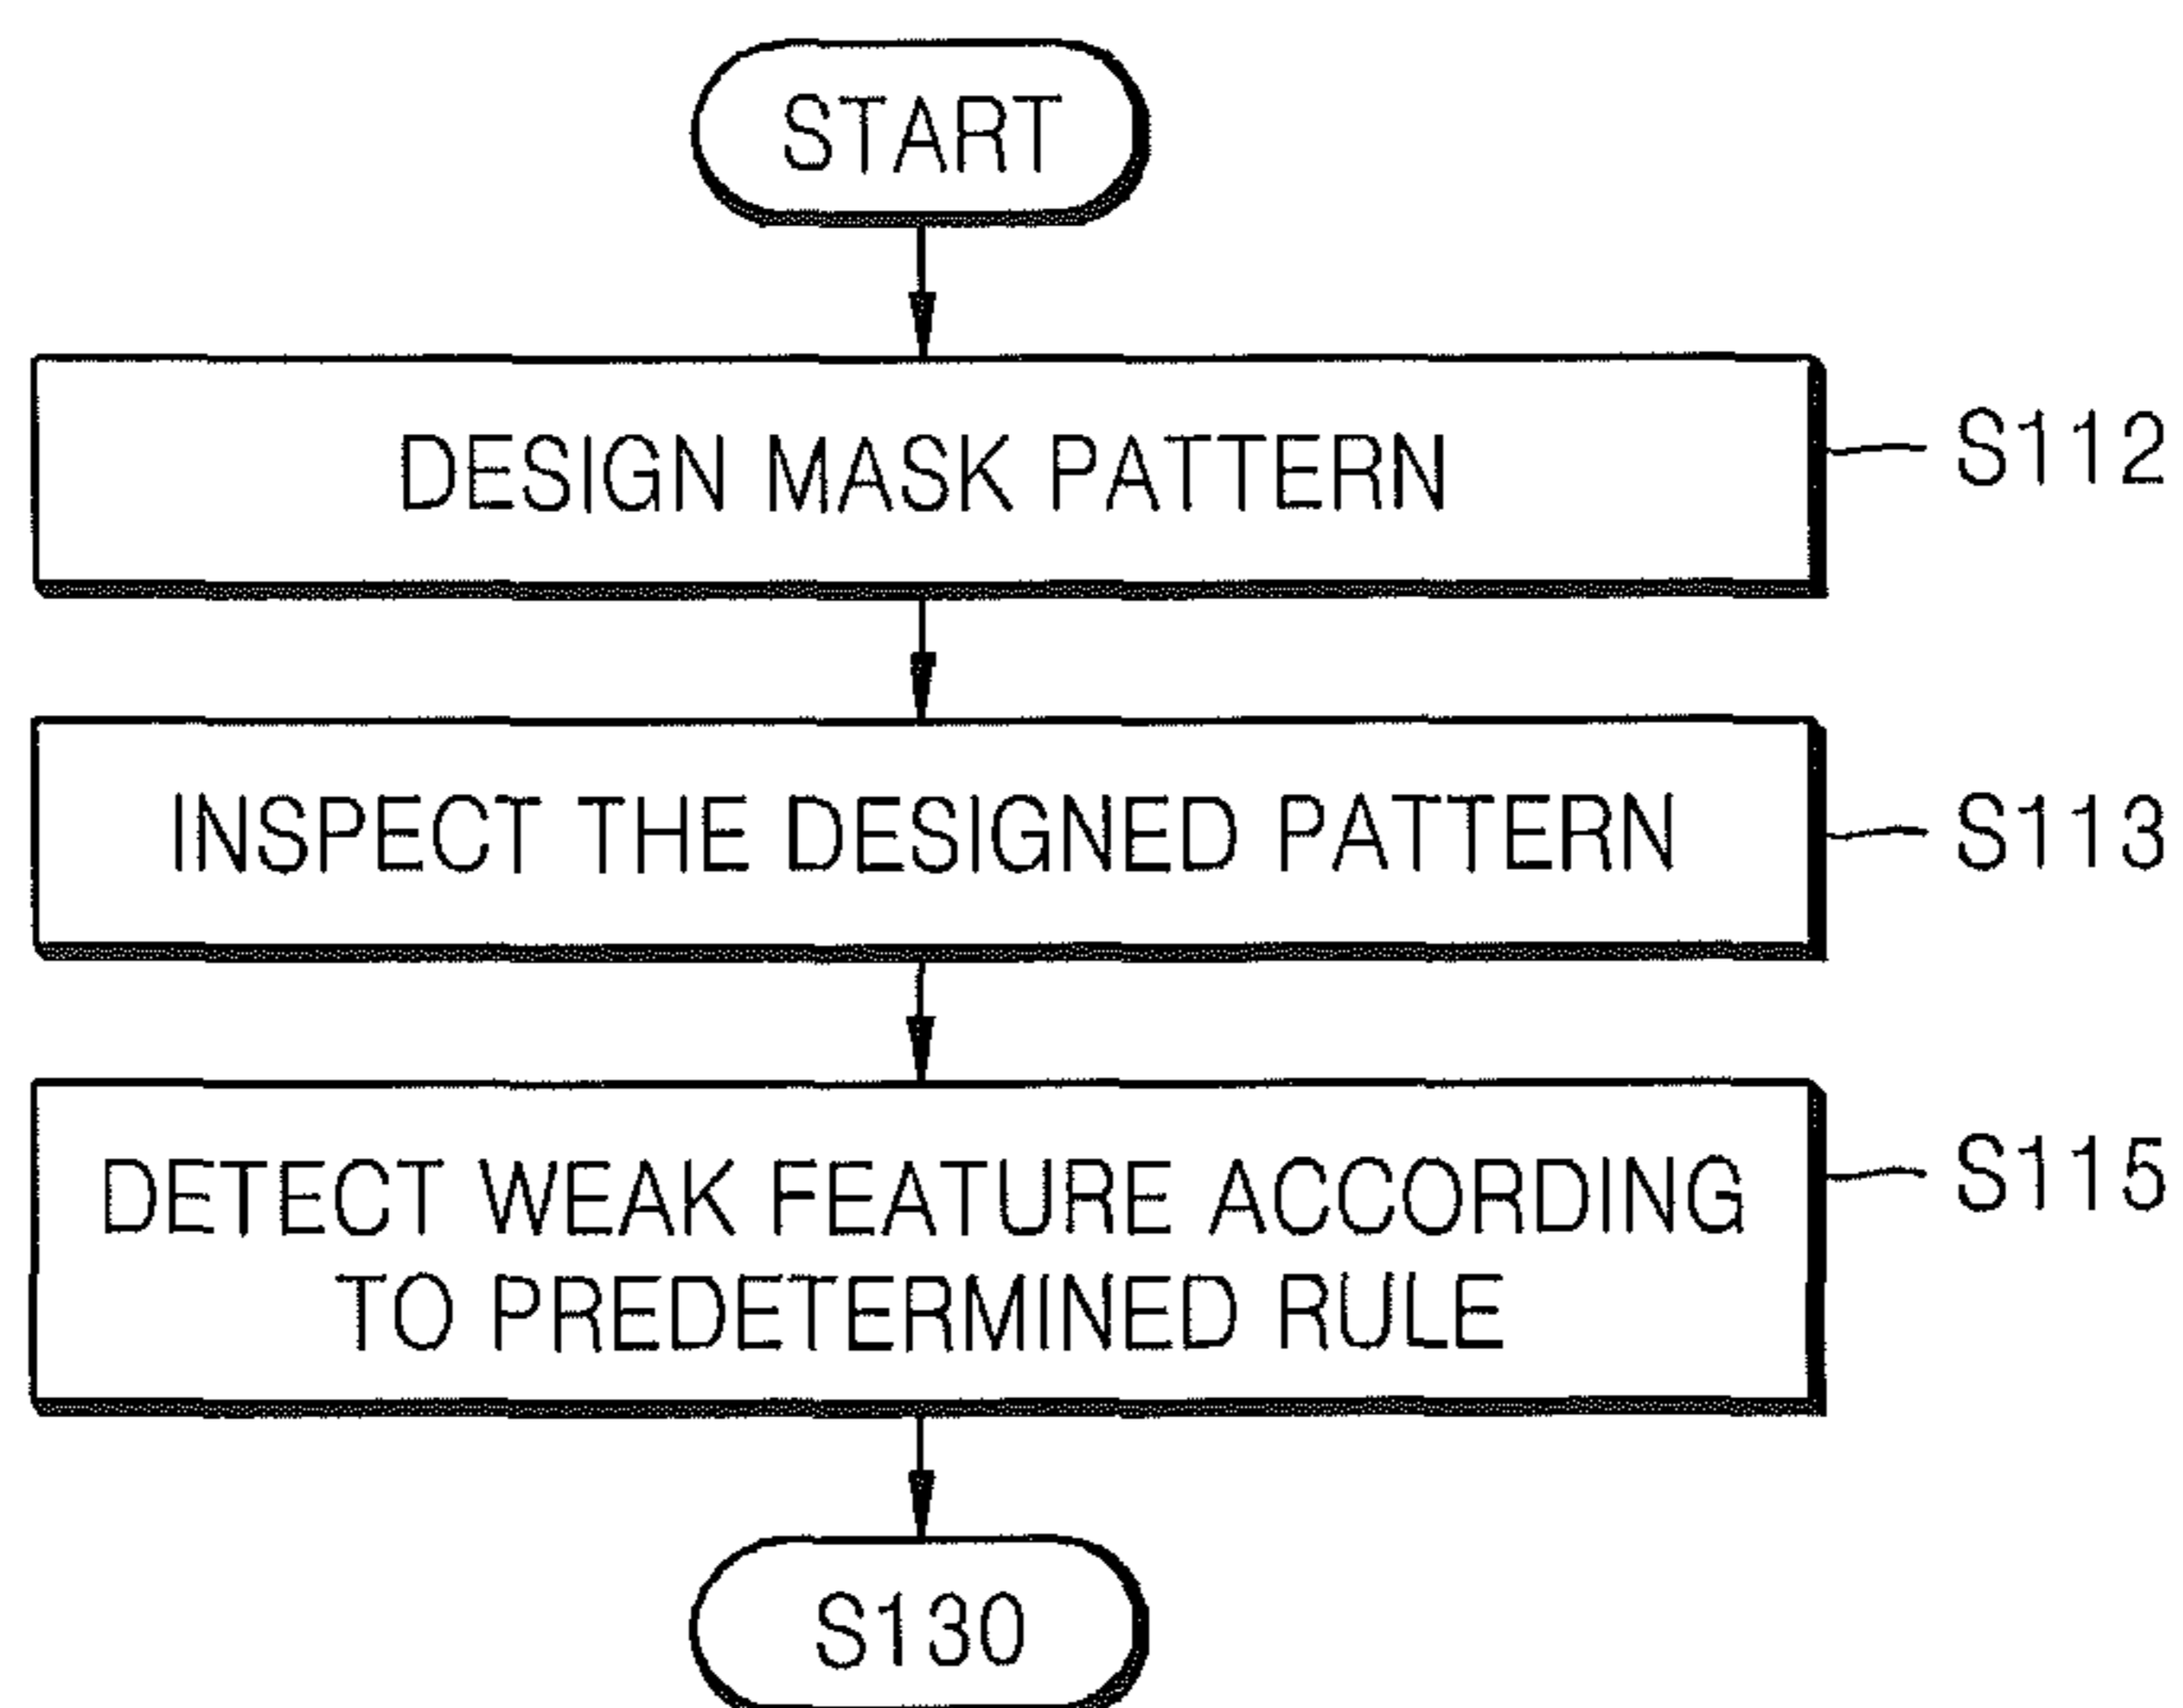 START
DESIGN MASK PATTERN
S112
INSPECT THE DESIGNED PATTERN
S113
DETECT WEAK FEATURE ACCORDING
TO PREDETERMINED RULE
S115
S130